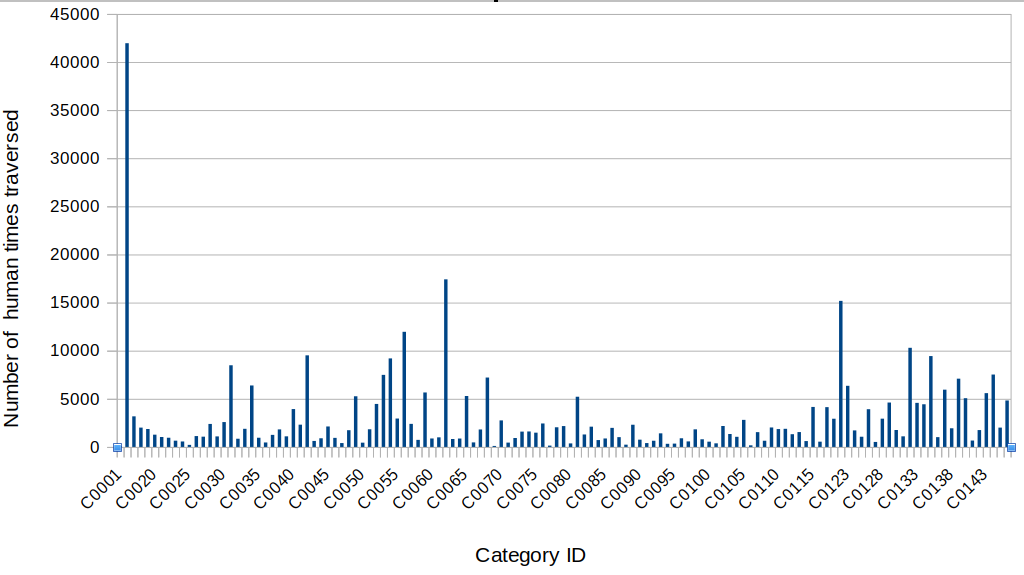 45000
40000
35000
30000
25000
20000
15000
10000
5000
0
Number of  human times traversed
C0001
C0020
C0025
C0030
C0035
C0040
C0045
C0050
C0055
C0060
C0065
C0070
C0075
C0080
C0085
C0090
C0095
C0100
C0105
C0110
C0115
C0123
C0128
C0133
C0138
C0143
Category ID